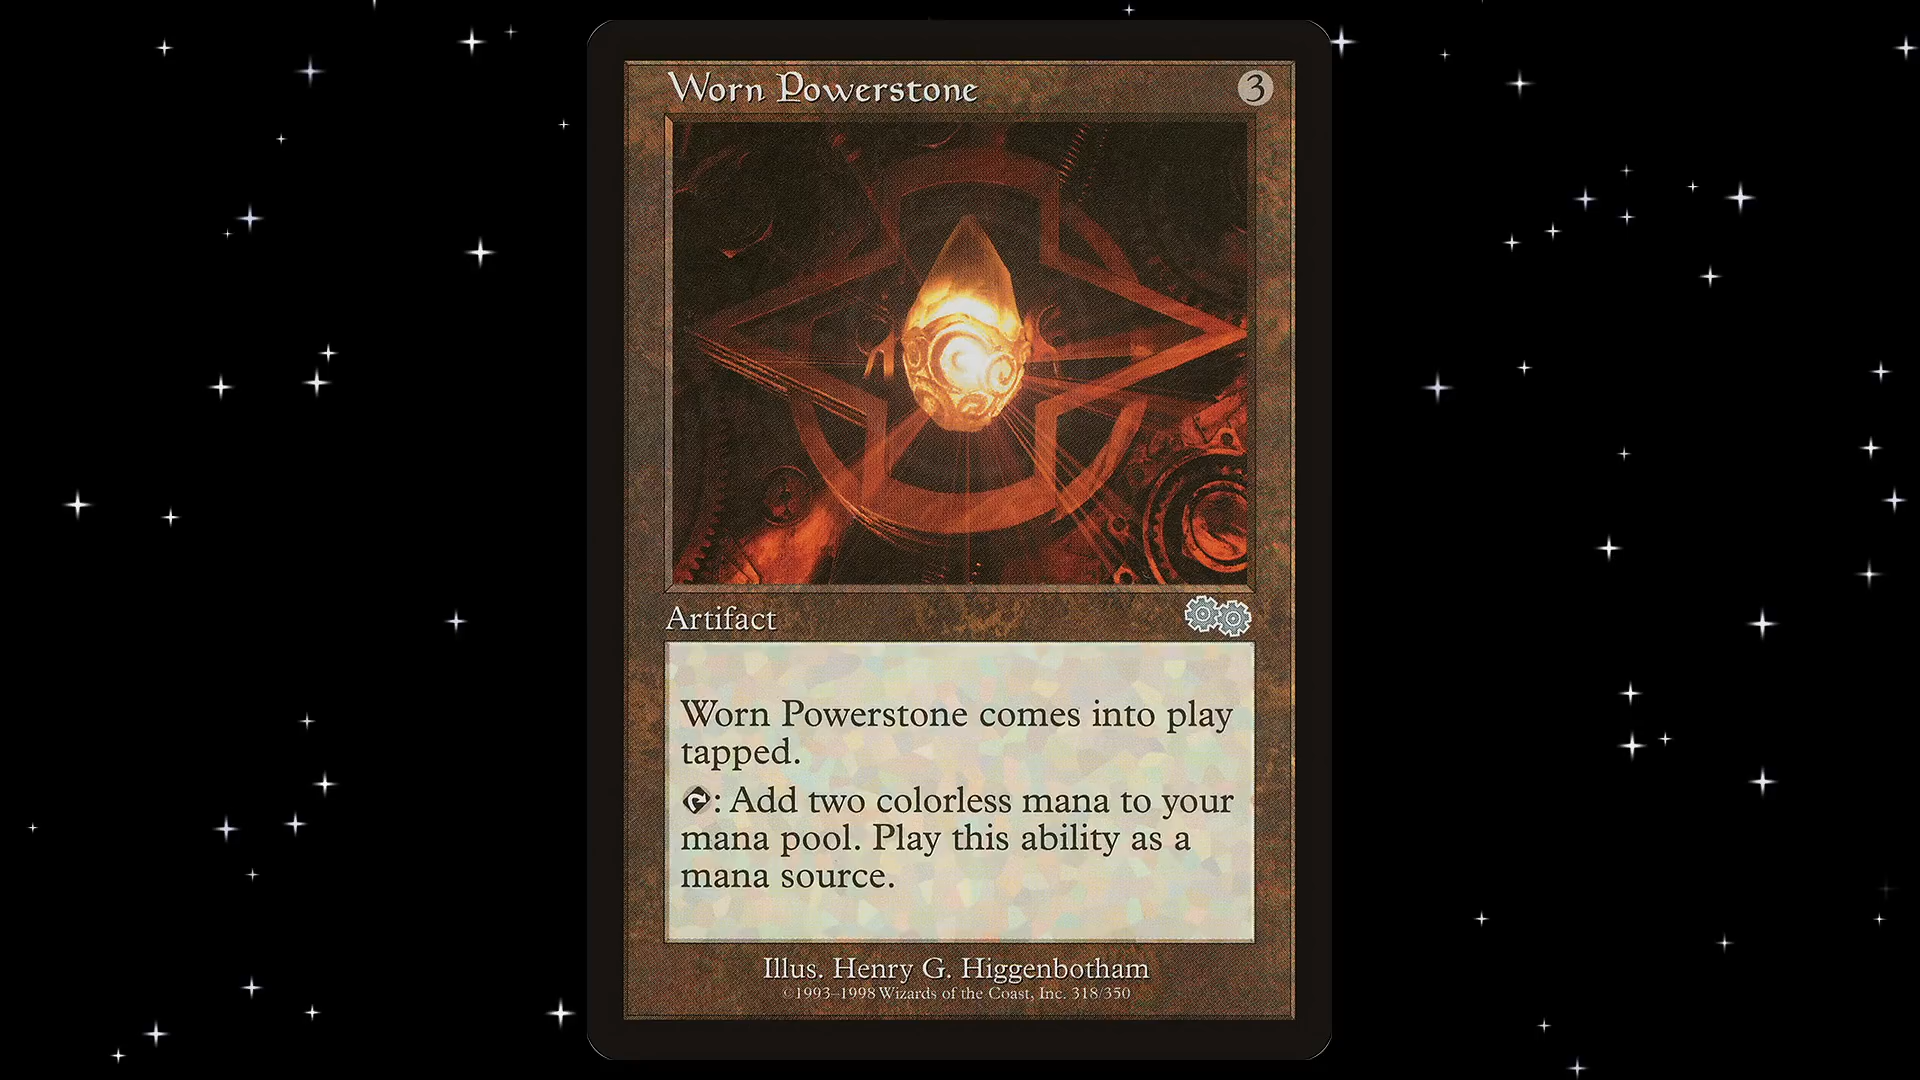 Worn Powerstone 3
Artifact
Worn Powerstone comes into play
tapped.
: Add two colorless mana to your
mana pool. Play this ability as a
mana source.
Illus. Henry G. Higgenbotham
©1993–1998 Wizards of the Coast, Inc. 318/350